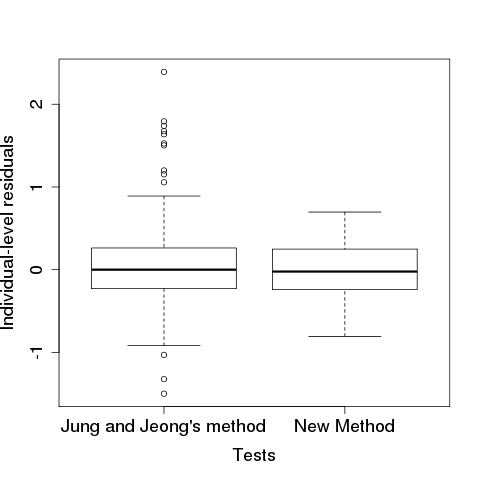 Individual-level residuals
2
1
0
-1
Jung and Jeong's method
New Method
Tests